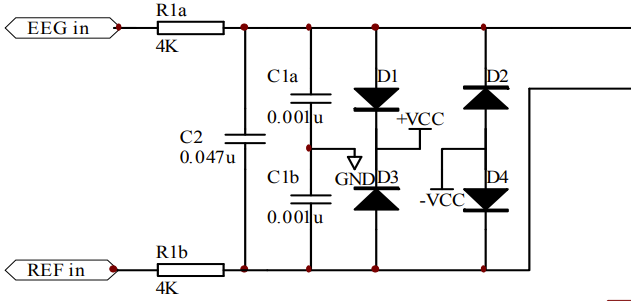 R1a
EEG in
4K
C1a
D1
D2
0.001u
+VCC
C2
0.047u
C1b
GND
D3
D4
-VCC
0.001u
R1b
REF in
4K